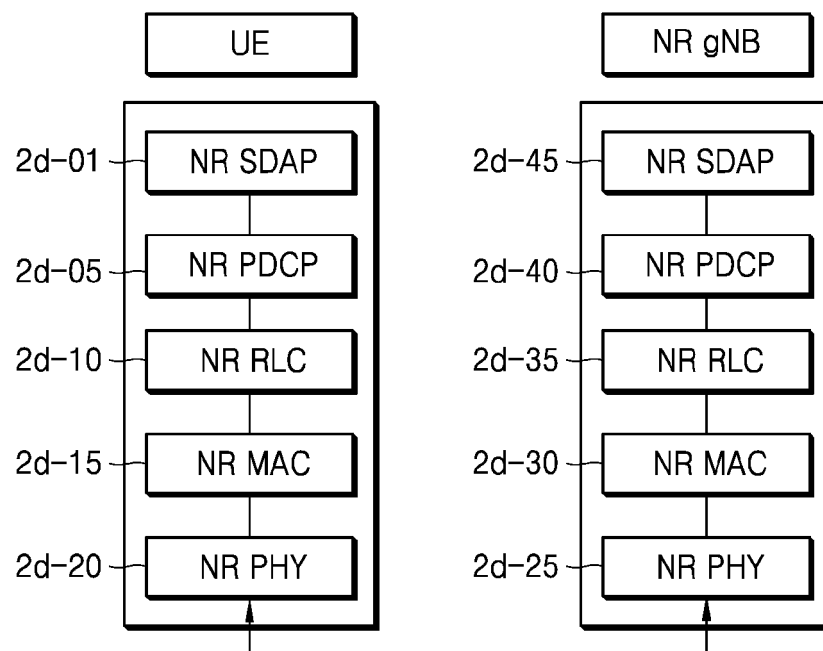 UE
NR gNB
2d-01 NR SDAP
2d-45 NR SDAP
2d-05 NR PDCP
2d-40 NR PDCP
2d-10 NR RLC
2d-35 NR RLC
2d-15 NR MAC
2d-30 NR MAC
2d-20 NR PHY
2d-25 NR PHY